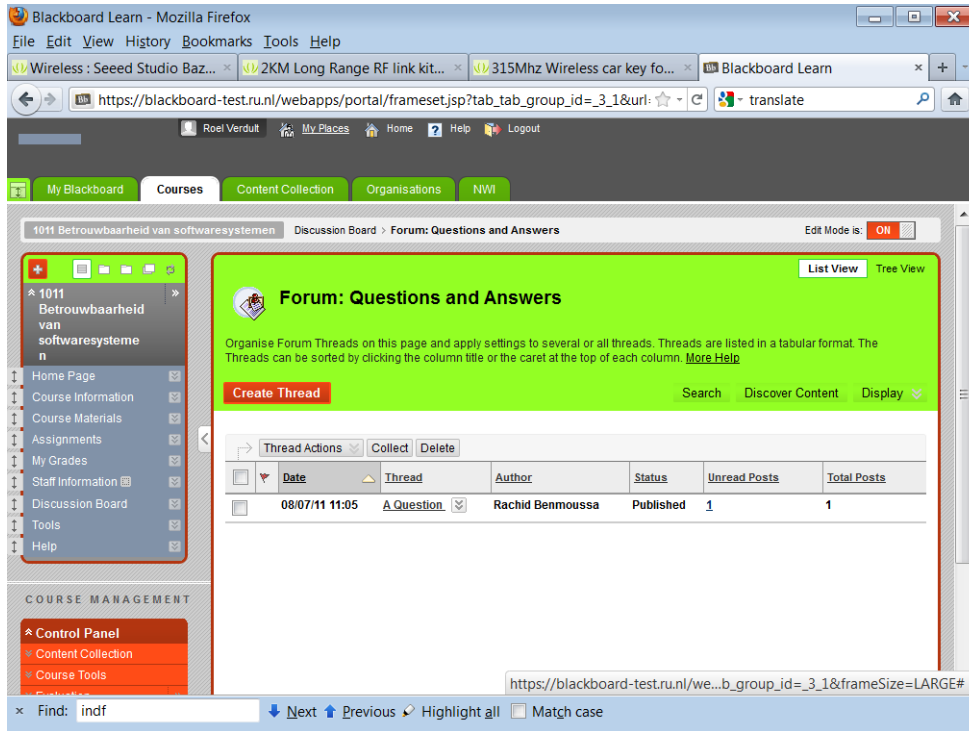 Blackboard Learn - Mozilla Firefox
File Edit View History Bookmarks Tools Help
Wireless : Seeed Studio Baz... × 2KM Long Range RF link kit... × 315Mhz Wireless car key fo... × Blackboard Learn × +
https://blackboard-test.ru.nl/webapps/portal/frameset.jsp?tab_tab_group_id=_3_1&url: translate
Roel Verdult My Places Home Help Logout
My Blackboard Courses Content Collection Organisations NWI
1011 Betrouwbaarheid van softwaresystemen Discussion Board > Forum: Questions and Answers Edit Mode is: ON
List View Tree View
1011
Betrouwbaarheid
van
softwaresysteme
n
Forum: Questions and Answers
Organise Forum Threads on this page and apply settings to several or all threads. Threads are listed in a tabular format. The
Threads can be sorted by clicking the column title or the caret at the top of each column. More Help
Create Thread Search Discover Content Display
Home Page
Course Information
Course Materials
Assignments
My Grades
Staff Information
Discussion Board
Tools
Help
Thread Actions Collect Delete
Date Thread Author Status Unread Posts Total Posts
08/07/11 11:05 A Question Rachid Benmoussa Published 1 1
COURSE MANAGEMENT
Control Panel
Content Collection
Course Tools
Evaluation
https://blackboard-test.ru.nl/we...b_group_id=_3_1&frameSize=LARGE#
× Find: indf Next Previous Highlight all Match case